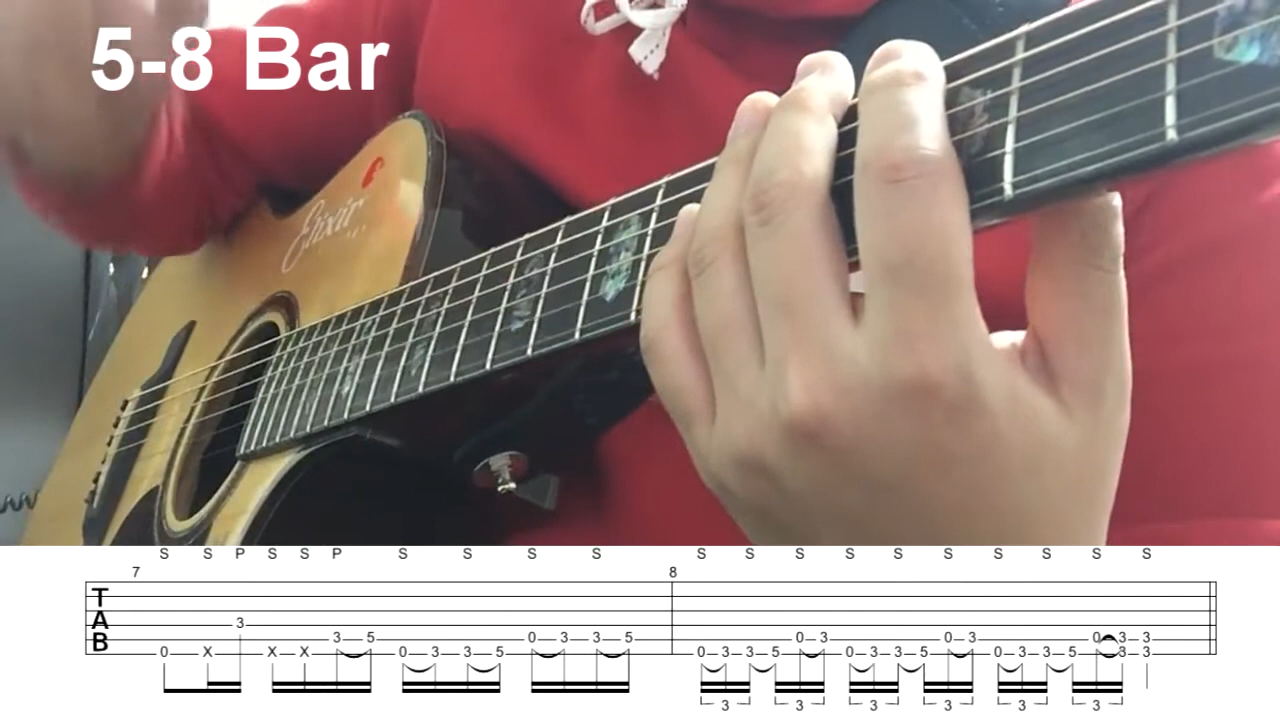 5-8 Bar
Elixir
S S P S S P S S S S S S S S S S S S S S
7 8
T
A
B
3
3 5 0 3 3 5 0 3 0 3 0 3 3
0 X X X 0 3 3 5 0 3 3 5 0 3 3 5 0 3 3 5 3 3
3 3 3 3 3 3